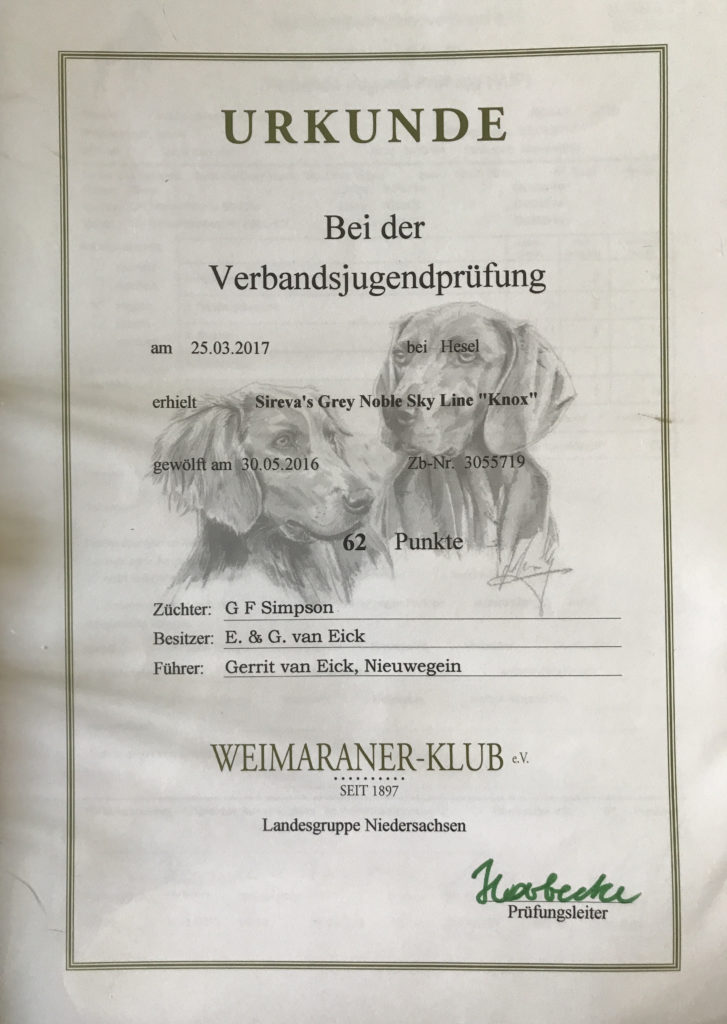 URKUNDE
Bei der
Verbandsjugendprüfung
am 25.03.2017 bei Hesel
erhielt Sireva's Grey Noble Sky Line "Knox"
gewölft am 30.05.2016 Zb-Nr. 3055719
62 Punkte
Züchter: G F Simpson
Besitzer: E. & G. van Eick
Führer: Gerrit van Eick, Nieuwegein
WEIMARANER-KLUB e.V.
SEIT 1897
Landesgruppe Niedersachsen
Prüfungsleiter